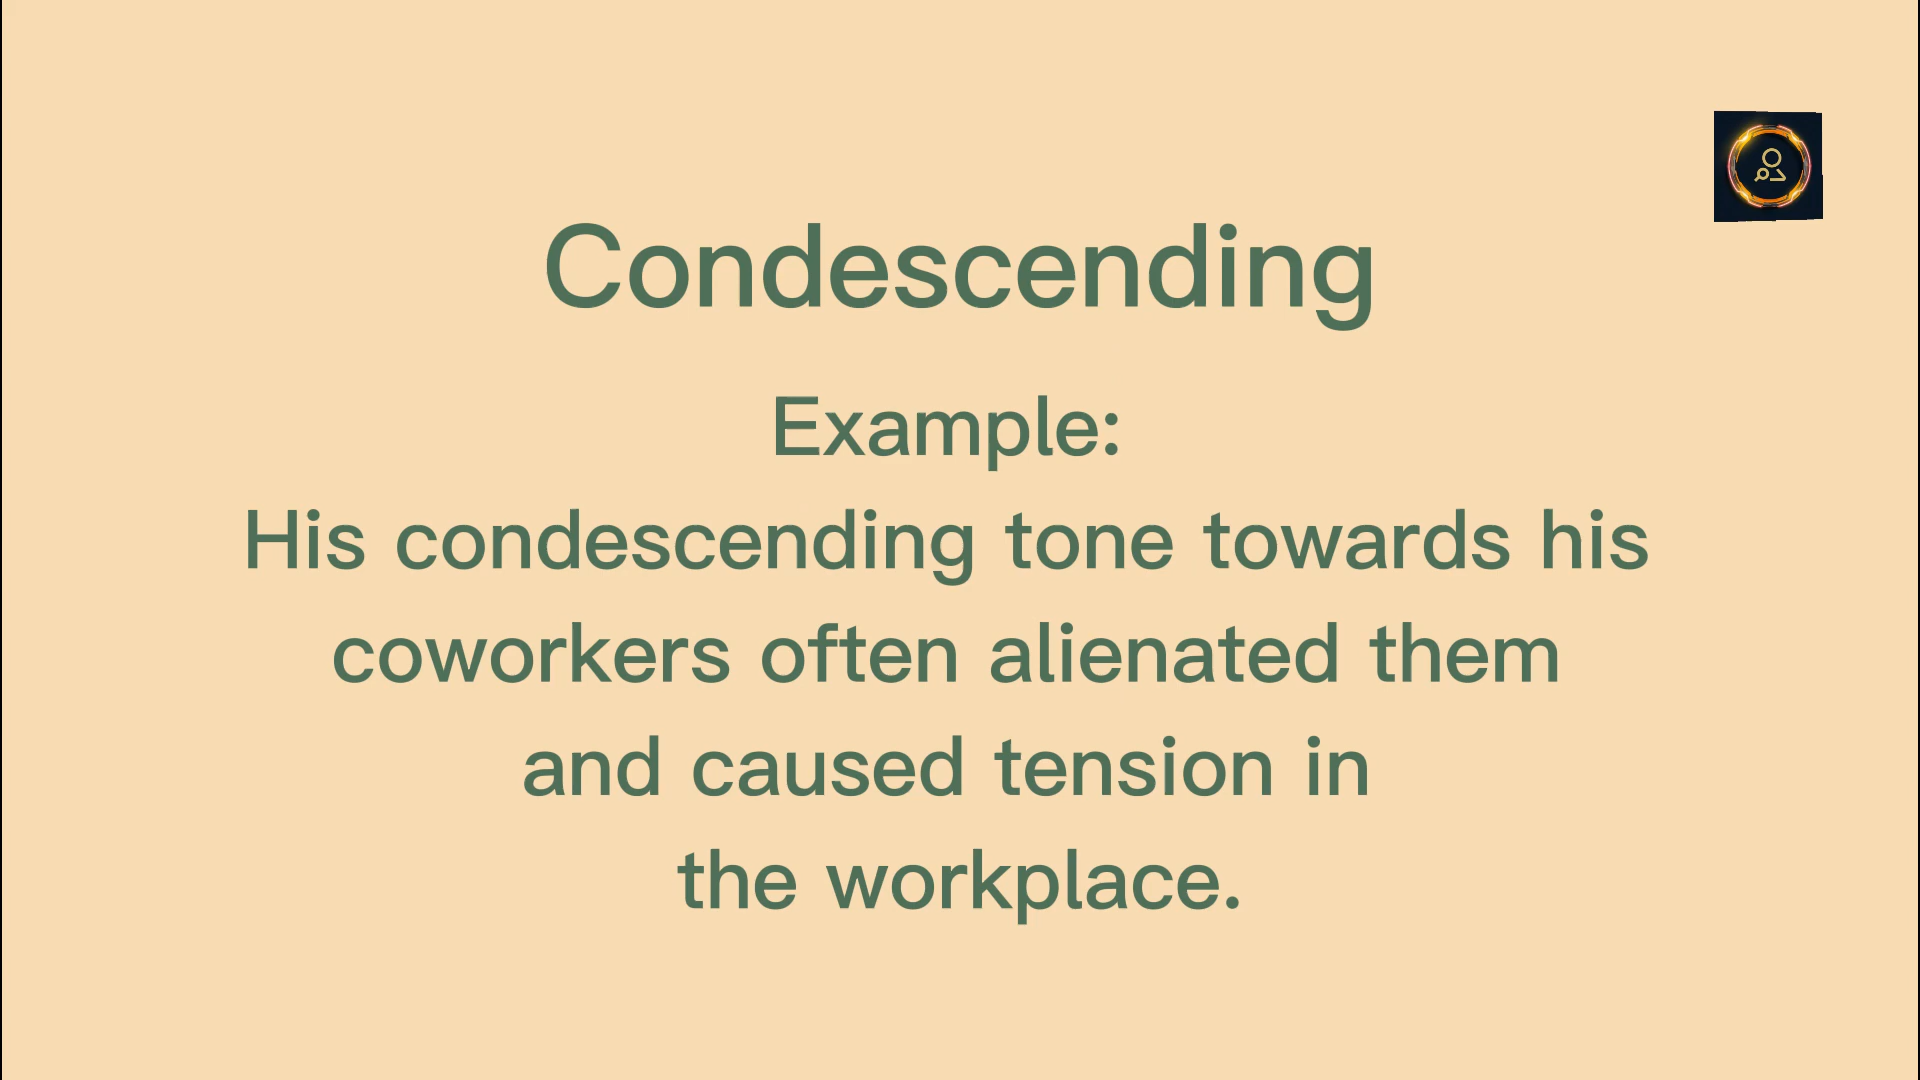 Condescending
Example:
His condescending tone towards his
coworkers often alienated them
and caused tension in
the workplace.